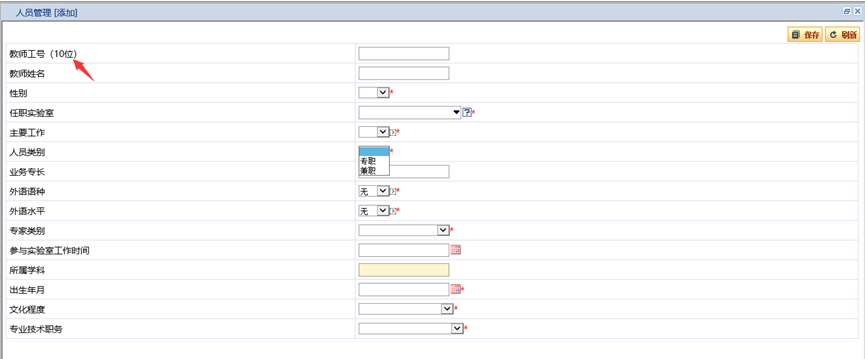 人员管理 [添加]
保存 刷新
教师工号（10位）
教师姓名
性别 *
任职实验室 ? *
主要工作 *
人员类别 *
专职
兼职
业务专长
外语语种 无 *
外语水平 无 *
专家类别 *
参与实验室工作时间
所属学科
出生年月 *
文化程度 *
专业技术职务 *